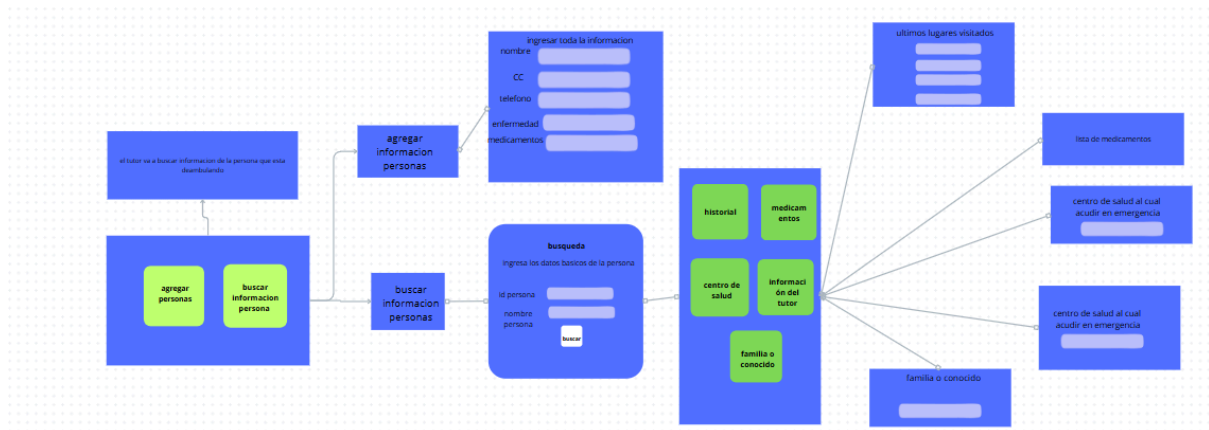 el tutor va a buscar informacion de la persona que esta
deambulando
agregar
personas
buscar
informacion
persona
agregar
informacion
personas
buscar
informacion
personas
ingresar toda la informacion
nombre
CC
telefono
enfermedad
medicamentos
busqueda
ingresa los datos basicos de la persona
id persona
nombre
persona
buscar
historial
medicam
entos
centro de
salud
informaci
ón del
tutor
familia o
conocido
ultimos lugares visitados
lista de medicamentos
centro de salud al cual
acudir en emergencia
centro de salud al cual
acudir en emergencia
familia o conocido